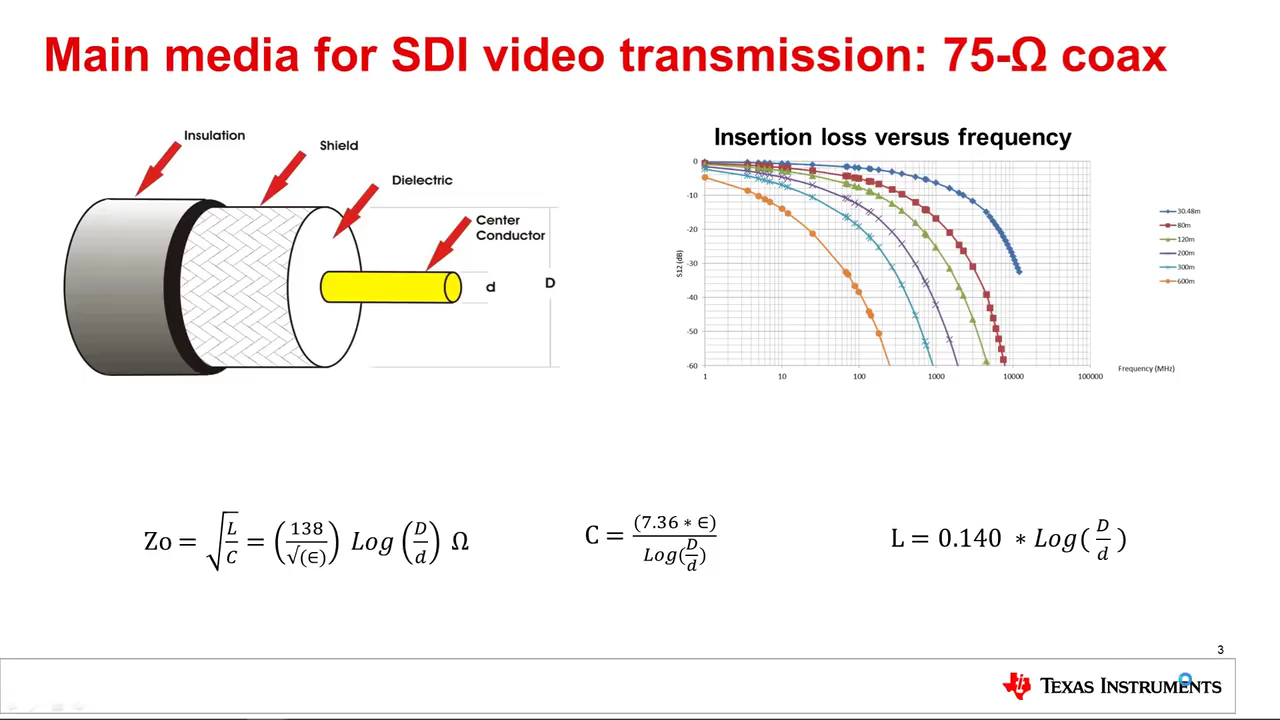 Main media for SDI video transmission: 75-Ω coax
Insulation
Shield
Dielectric
Center
Conductor
d
D
Insertion loss versus frequency
0
-10
-20
-30
-40
-50
-60
S12 (dB)
1
10
100
1000
10000
100000
Frequency (MHz)
30.48m
80m
120m
200m
300m
600m
Zo = √(L/C) = (138/√(∈)) Log (D/d) Ω
C = (7.36 * ∈)/Log(D/d)
L = 0.140 * Log( D/d )
3
TEXAS INSTRUMENTS